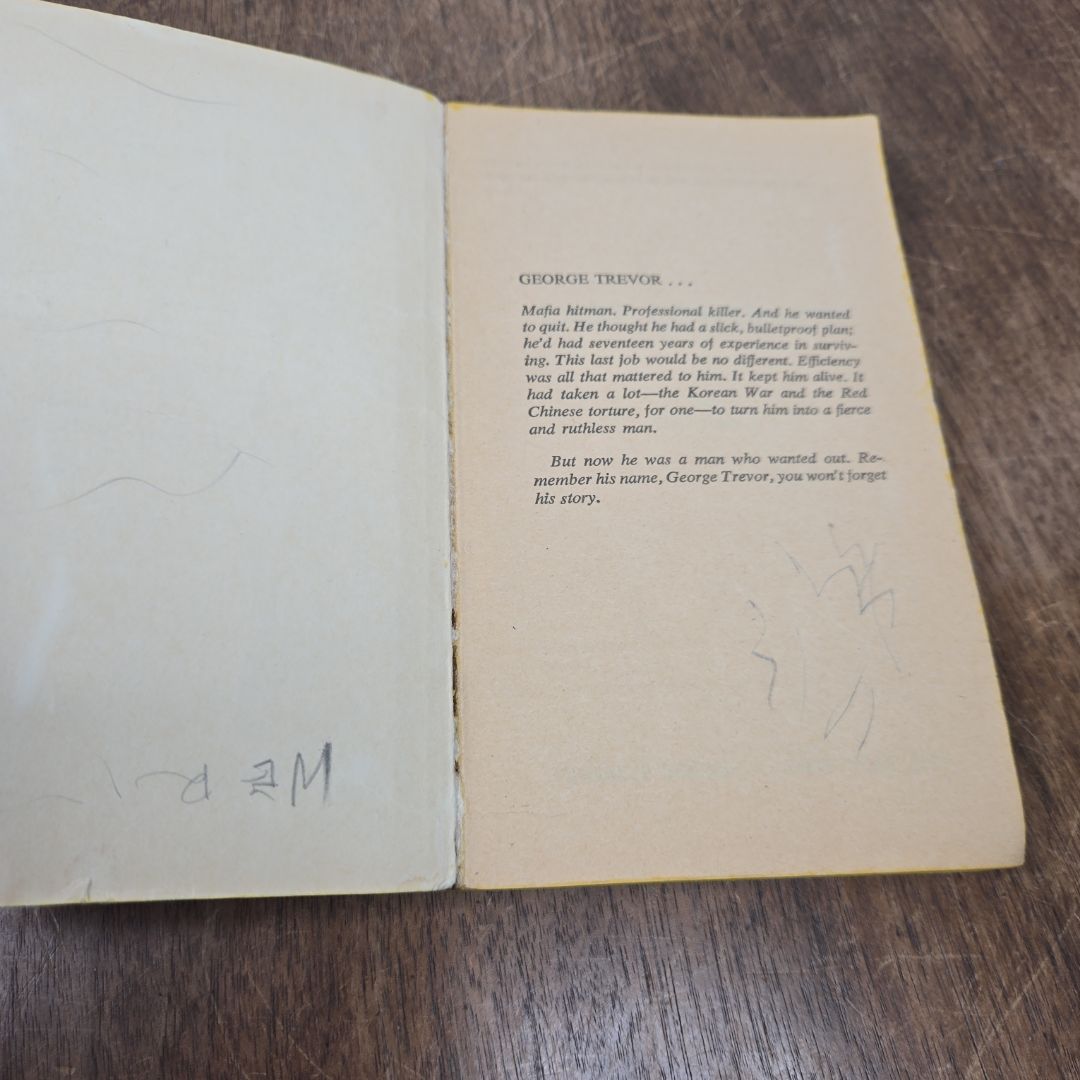 GEORGE TREVOR . . .
Mafia hitman. Professional killer. And he wanted
to quit. He thought he had a slick, bulletproof plan;
he'd had seventeen years of experience in surviv-
ing. This last job would be no different. Efficiency
was all that mattered to him. It kept him alive. It
had taken a lot—the Korean War and the Red
Chinese torture, for one—to turn him into a fierce
and ruthless man.
But now he was a man who wanted out. Re-
member his name, George Trevor, you won't forget
his story.